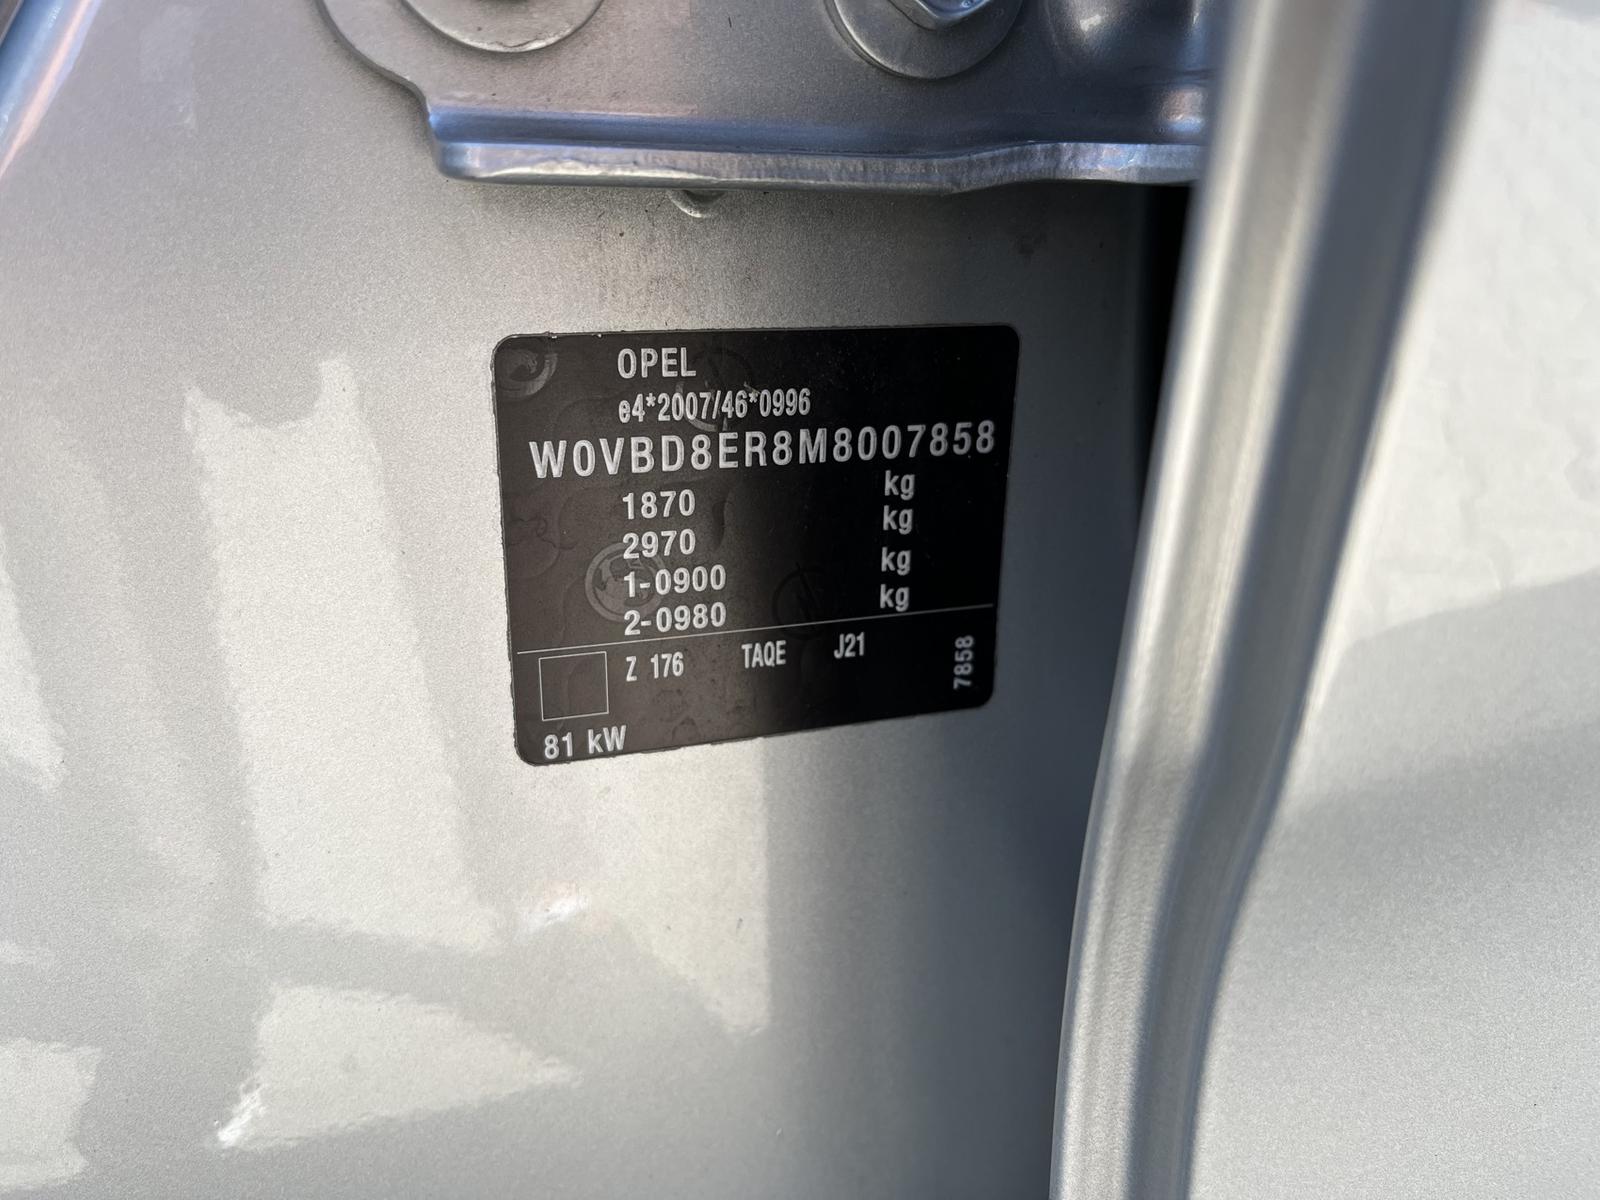 OPEL
e4*2007/46*0996
W0VBD8ER8M8007858
1870 kg
2970 kg
1-0900 kg
2-0980 kg
Z 176 TAQE J21
7858
81 kW